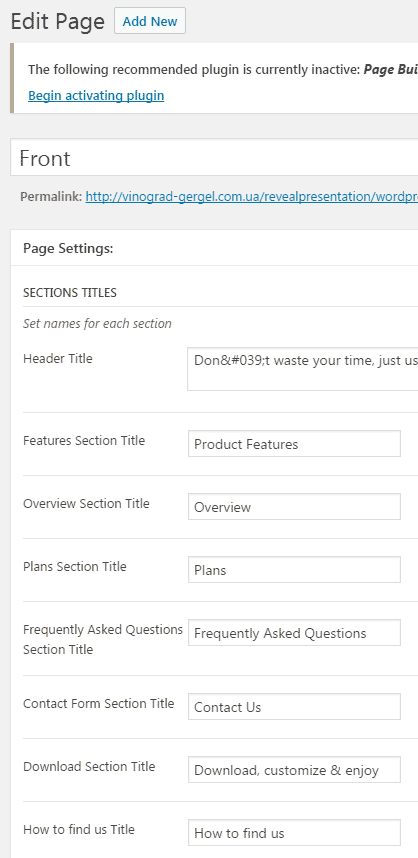 Edit Page Add New
The following recommended plugin is currently inactive: Page Bui
Begin activating plugin
Front
Permalink: http://vinograd-gergel.com.ua/revealpresentation/wordpr
Page Settings:
SECTIONS TITLES
Set names for each section
Header Title Don&#039;t waste your time, just us
Features Section Title Product Features
Overview Section Title Overview
Plans Section Title Plans
Frequently Asked Questions Frequently Asked Questions
Section Title
Contact Form Section Title Contact Us
Download Section Title Download, customize & enjoy
How to find us Title How to find us